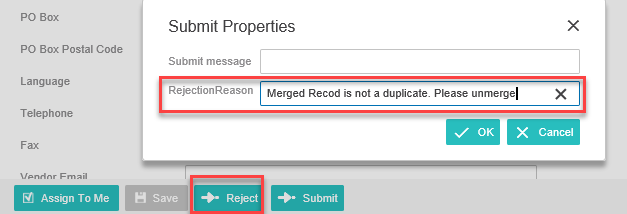 PO Box
PO Box Postal Code
Language
Telephone
Fax
Vendor Email
Submit Properties
Submit message
RejectionReason Merged Recod is not a duplicate. Please unmerge
OK Cancel
Assign To Me Save Reject Submit